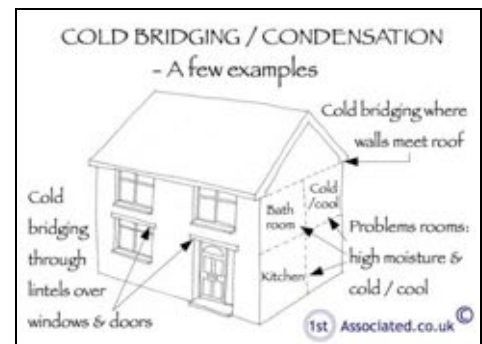 COLD BRIDGING / CONDENSATION
- A few examples
Cold bridging where
walls meet roof
Cold
bridging
through
lintels over
windows & doors
Bath
room
Cold
/cool
Kitchen
Problems rooms:
high moisture &
cold / cool
1st Associated.co.uk ©